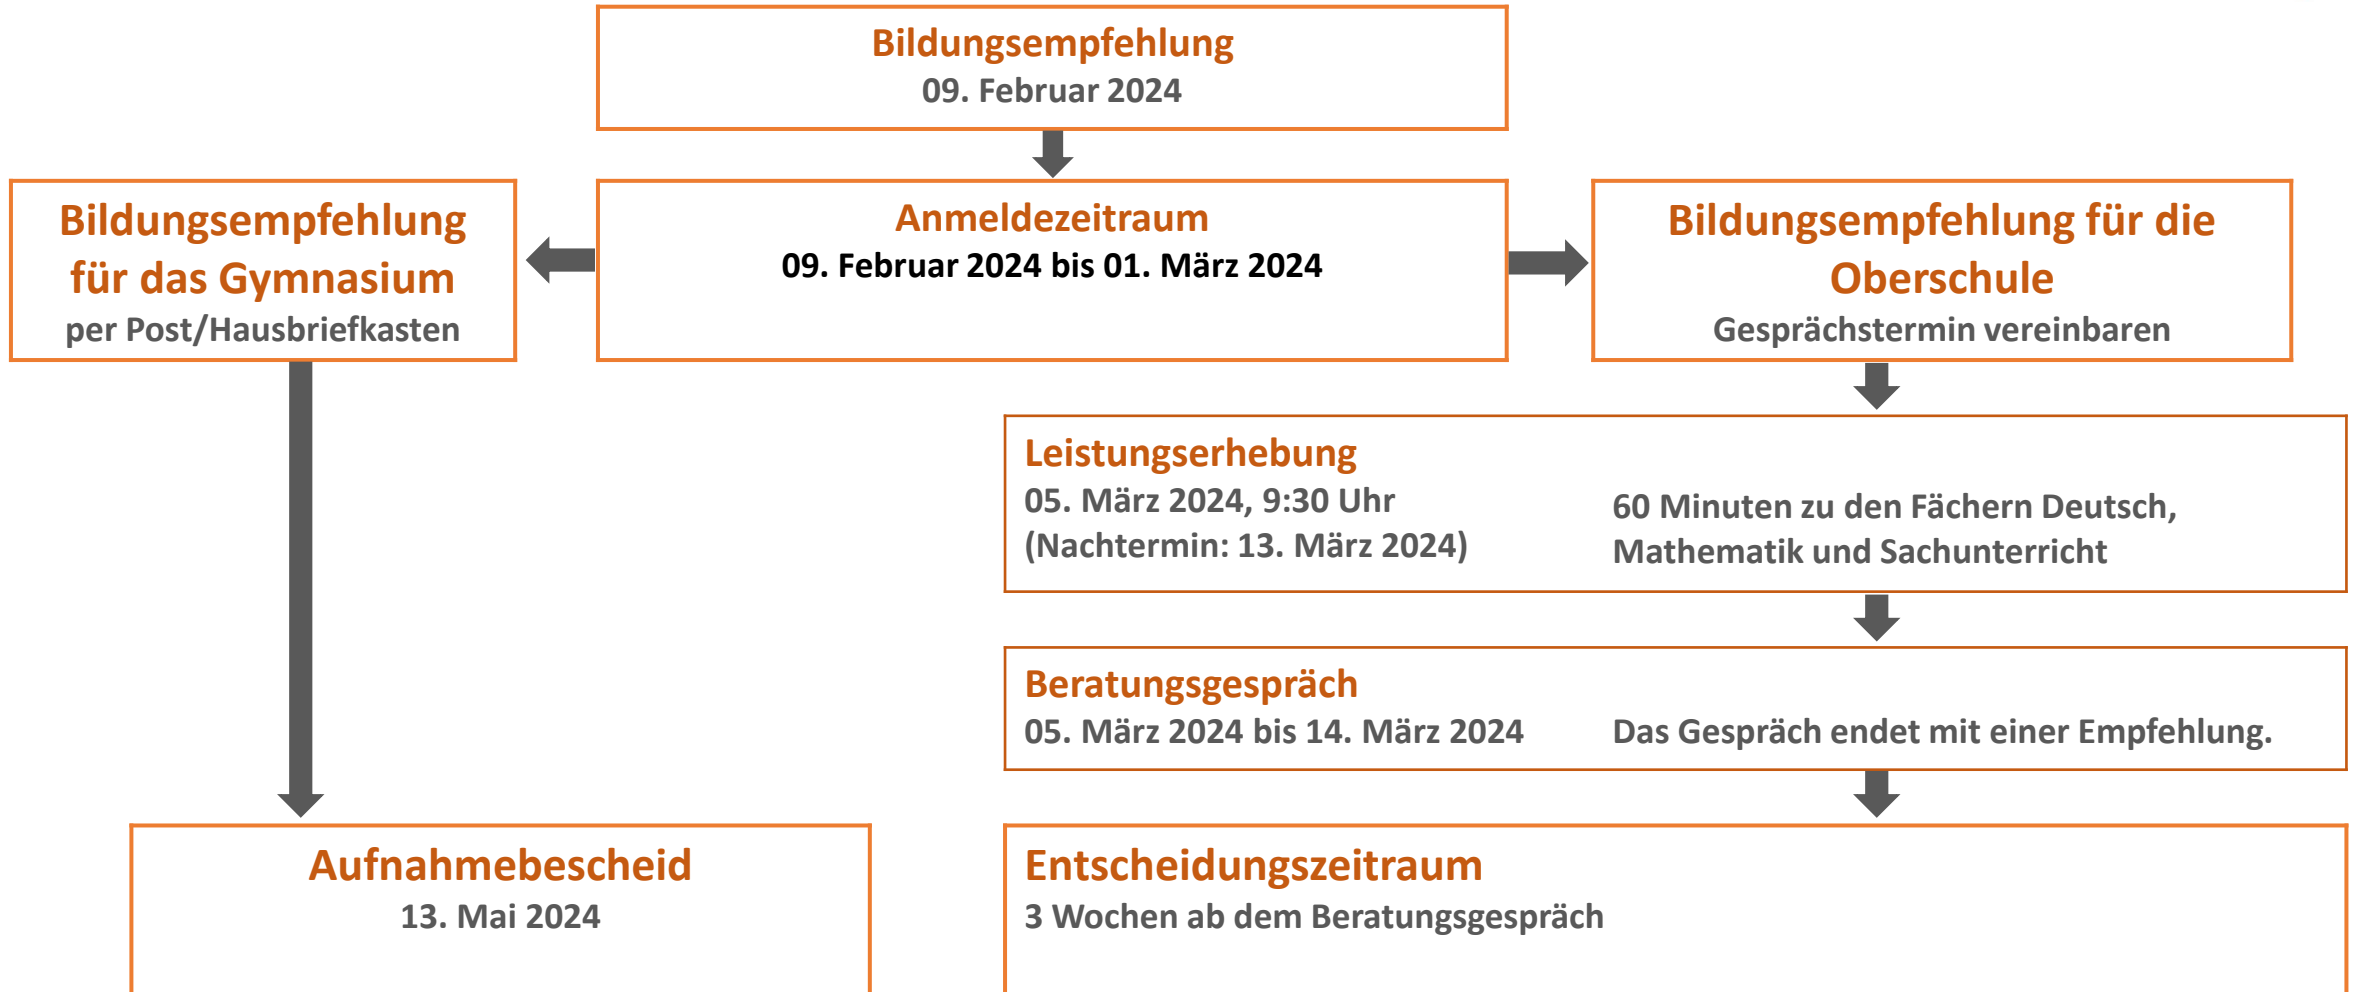 Bildungsempfehlung
09. Februar 2024
Bildungsempfehlung
für das Gymnasium
per Post/Hausbriefkasten
Anmeldezeitraum
09. Februar 2024 bis 01. März 2024
Bildungsempfehlung für die
Oberschule
Gesprächstermin vereinbaren
Leistungserhebung
05. März 2024, 9:30 Uhr
(Nachtermin: 13. März 2024)
60 Minuten zu den Fächern Deutsch,
Mathematik und Sachunterricht
Beratungsgespräch
05. März 2024 bis 14. März 2024
Das Gespräch endet mit einer Empfehlung.
Aufnahmebescheid
13. Mai 2024
Entscheidungszeitraum
3 Wochen ab dem Beratungsgespräch